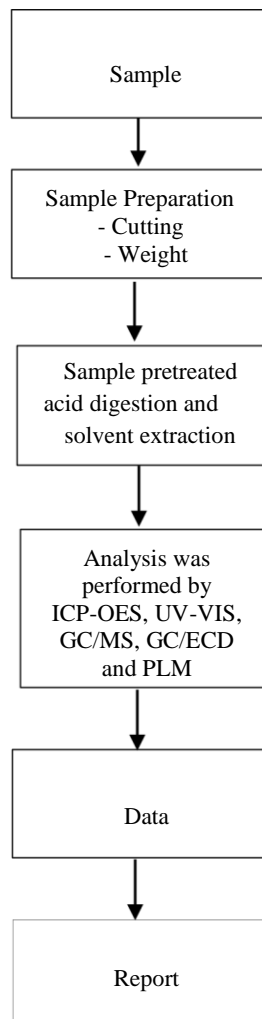 Sample
Sample Preparation
- Cutting
- Weight
Sample pretreated
acid digestion and
solvent extraction
Analysis was
performed by
ICP-OES, UV-VIS,
GC/MS, GC/ECD
and PLM
Data
Report